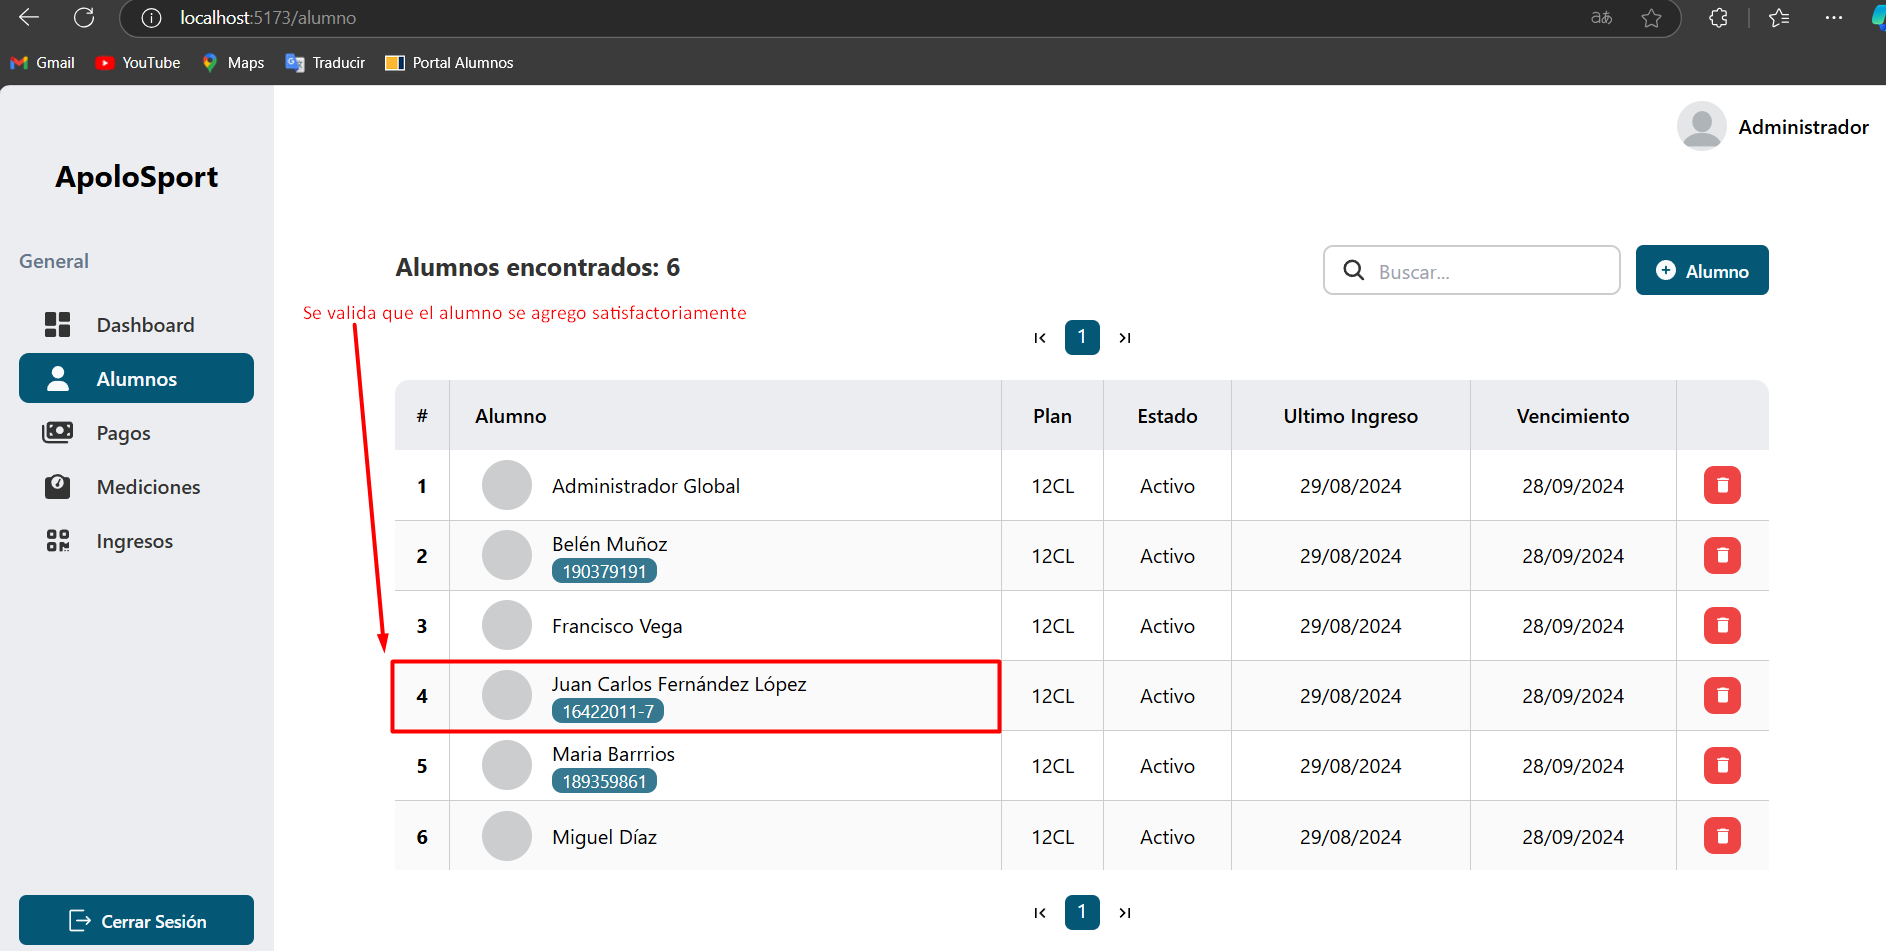 localhost:5173/alumno
aあ
Gmail
YouTube
Maps
Traducir
Portal Alumnos
Administrador
ApoloSport
General
Dashboard
Alumnos
Pagos
Mediciones
Ingresos
Cerrar Sesión
Alumnos encontrados: 6
Buscar...
Alumno
Se valida que el alumno se agrego satisfactoriamente
1
# Alumno Plan Estado Ultimo Ingreso Vencimiento
1 Administrador Global 12CL Activo 29/08/2024 28/09/2024
2 Belén Muñoz 12CL Activo 29/08/2024 28/09/2024
190379191
3 Francisco Vega 12CL Activo 29/08/2024 28/09/2024
4 Juan Carlos Fernández López 12CL Activo 29/08/2024 28/09/2024
16422011-7
5 Maria Barrrios 12CL Activo 29/08/2024 28/09/2024
189359861
6 Miguel Díaz 12CL Activo 29/08/2024 28/09/2024
1